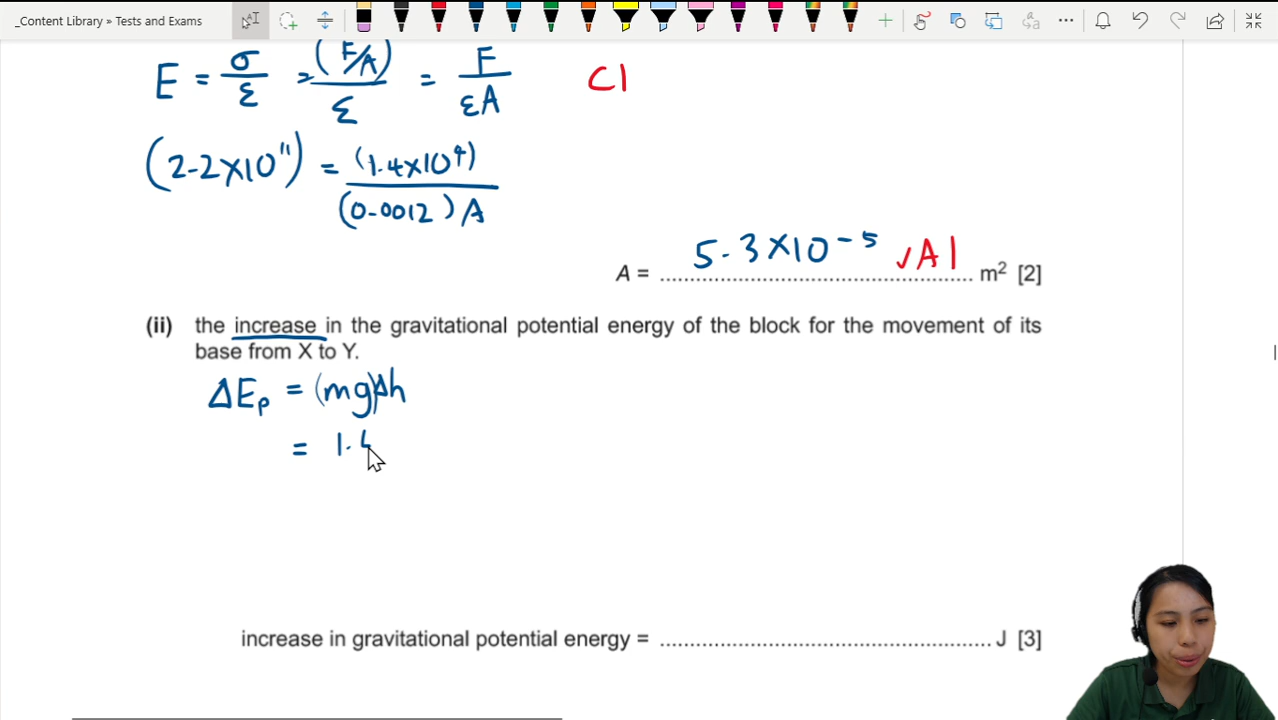 _Content Library » Tests and Exams
E = σ/ε = (F/A)/ε = F/εA C1
(2.2×10¹¹) = (1.4×10⁴)/(0.0012)A
A = 5.3×10⁻⁵ ✓A1 m² [2]
(ii) the increase in the gravitational potential energy of the block for the movement of its
base from X to Y.
ΔEp = (mg)Δh
= 1.4
increase in gravitational potential energy = ........................................................ J [3]